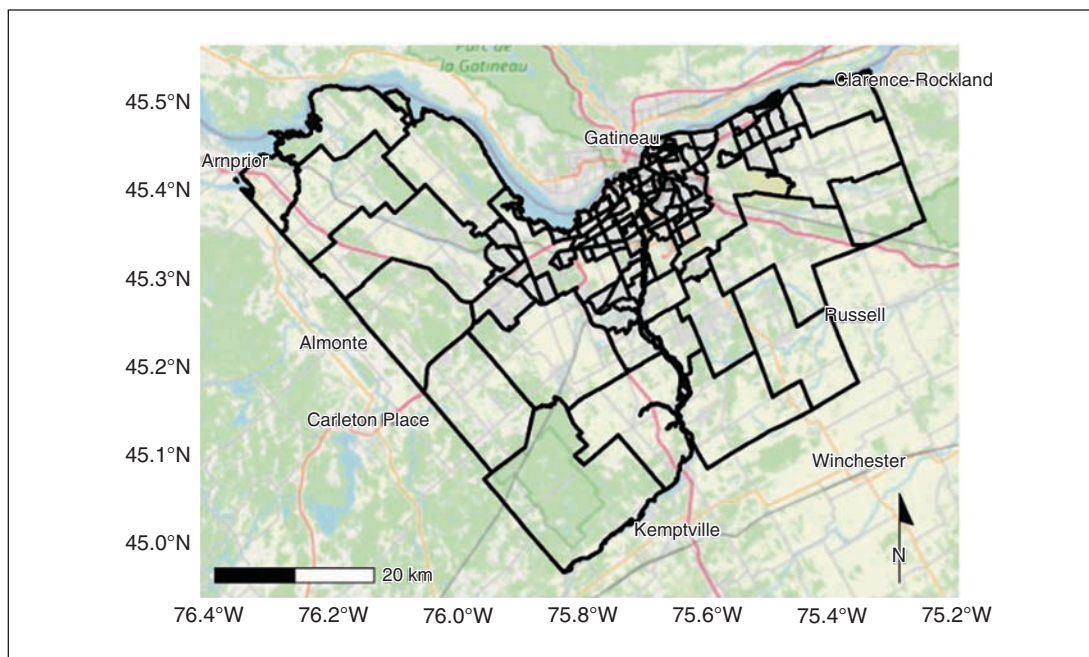 Parc de
la Gatineau
Clarence-Rockland
45.5°N
Gatineau
Arnprior
45.4°N
45.3°N
Russell
Almonte
45.2°N
Carleton Place
45.1°N
Winchester
Kemptville
45.0°N
N
20 km
76.4°W
76.2°W
76.0°W
75.8°W
75.6°W
75.4°W
75.2°W